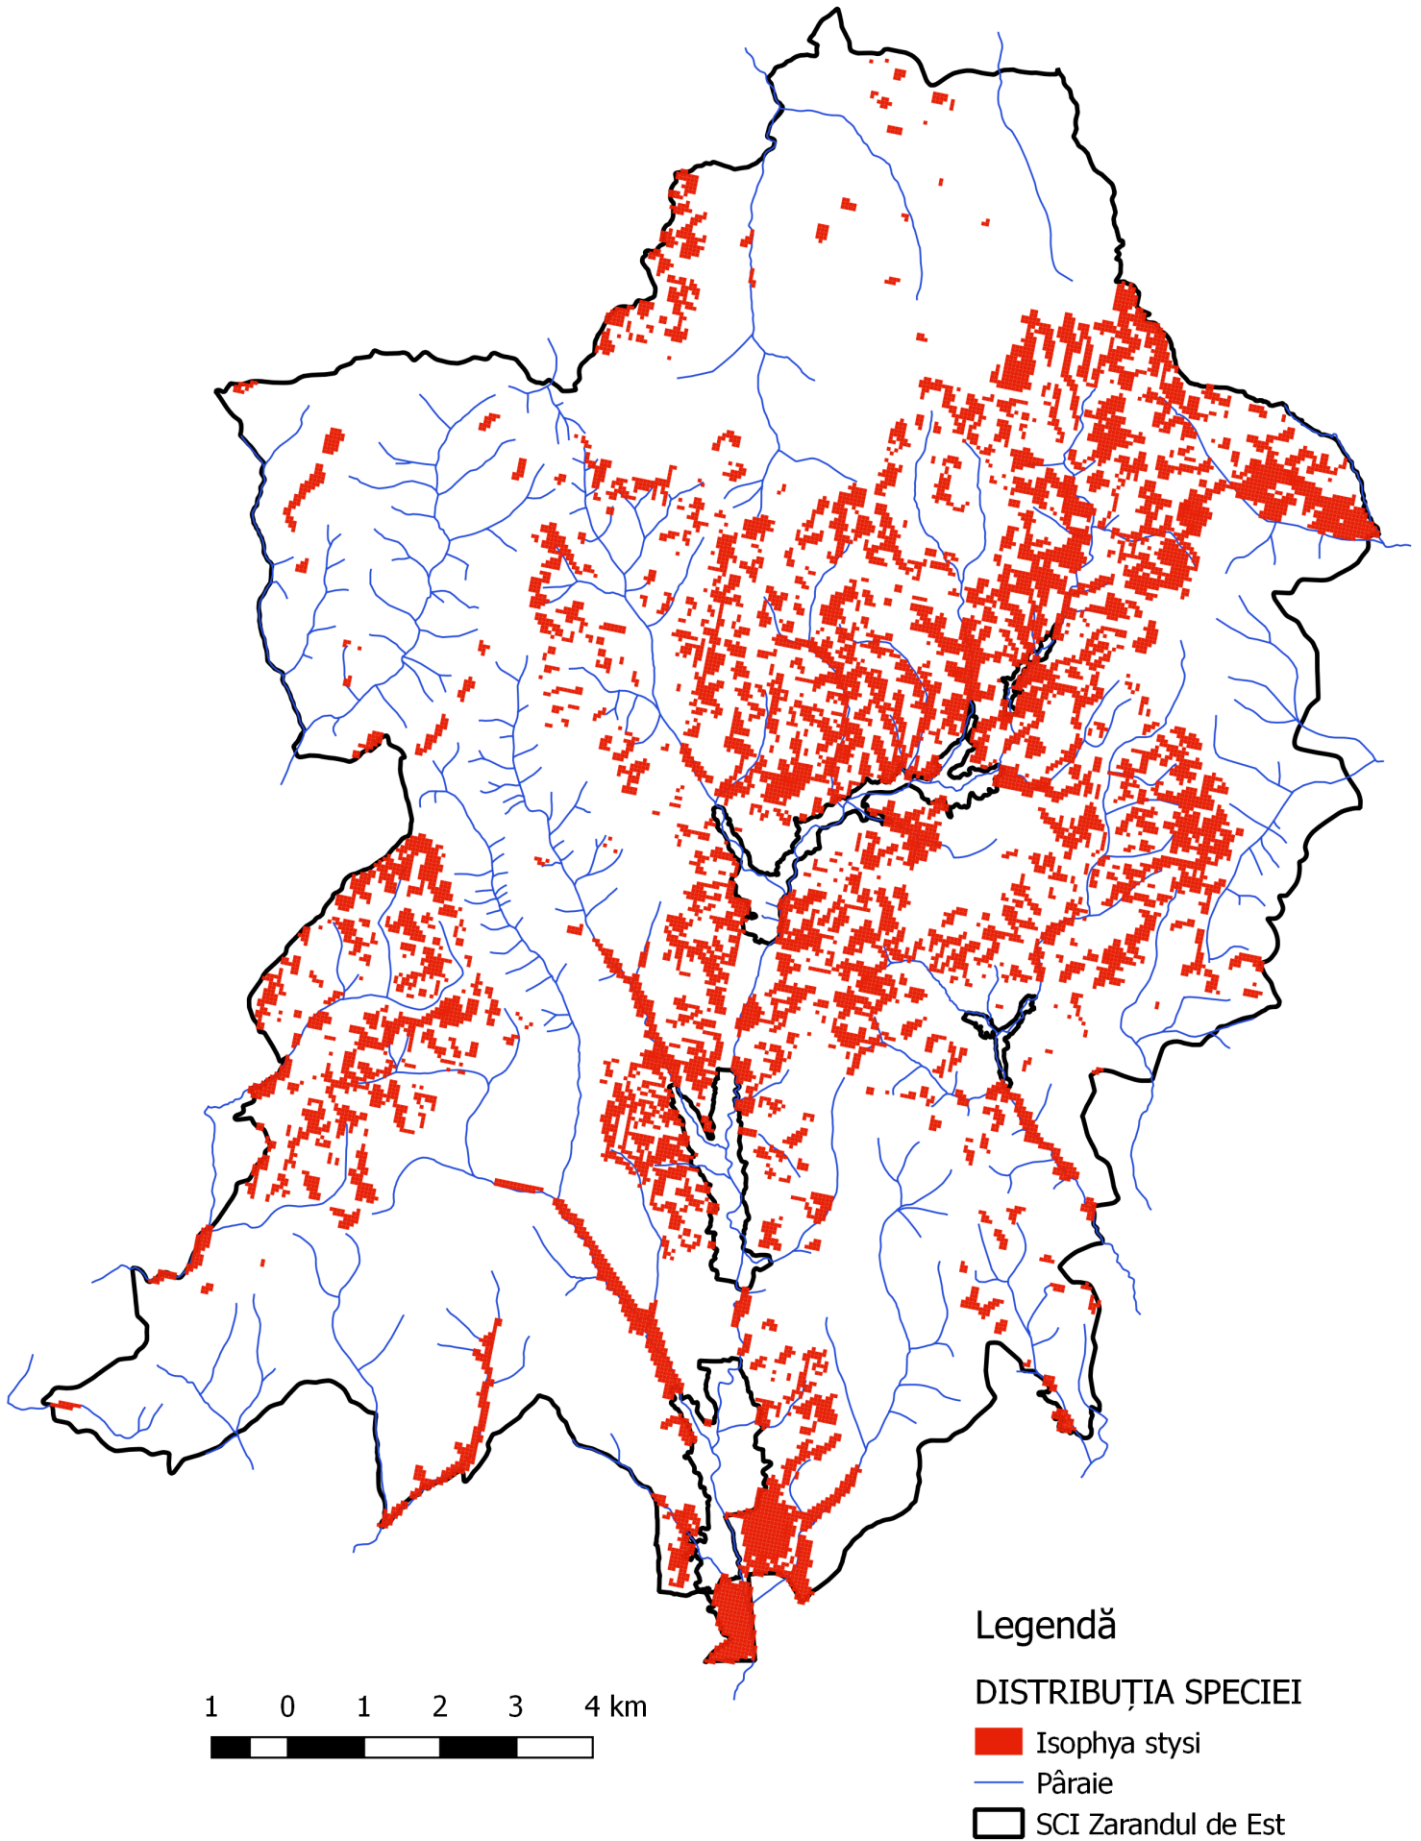 Legendă
DISTRIBUȚIA SPECIEI
1 0 1 2 3 4 km
Isophya stysi
Pâraie
SCI Zarandul de Est